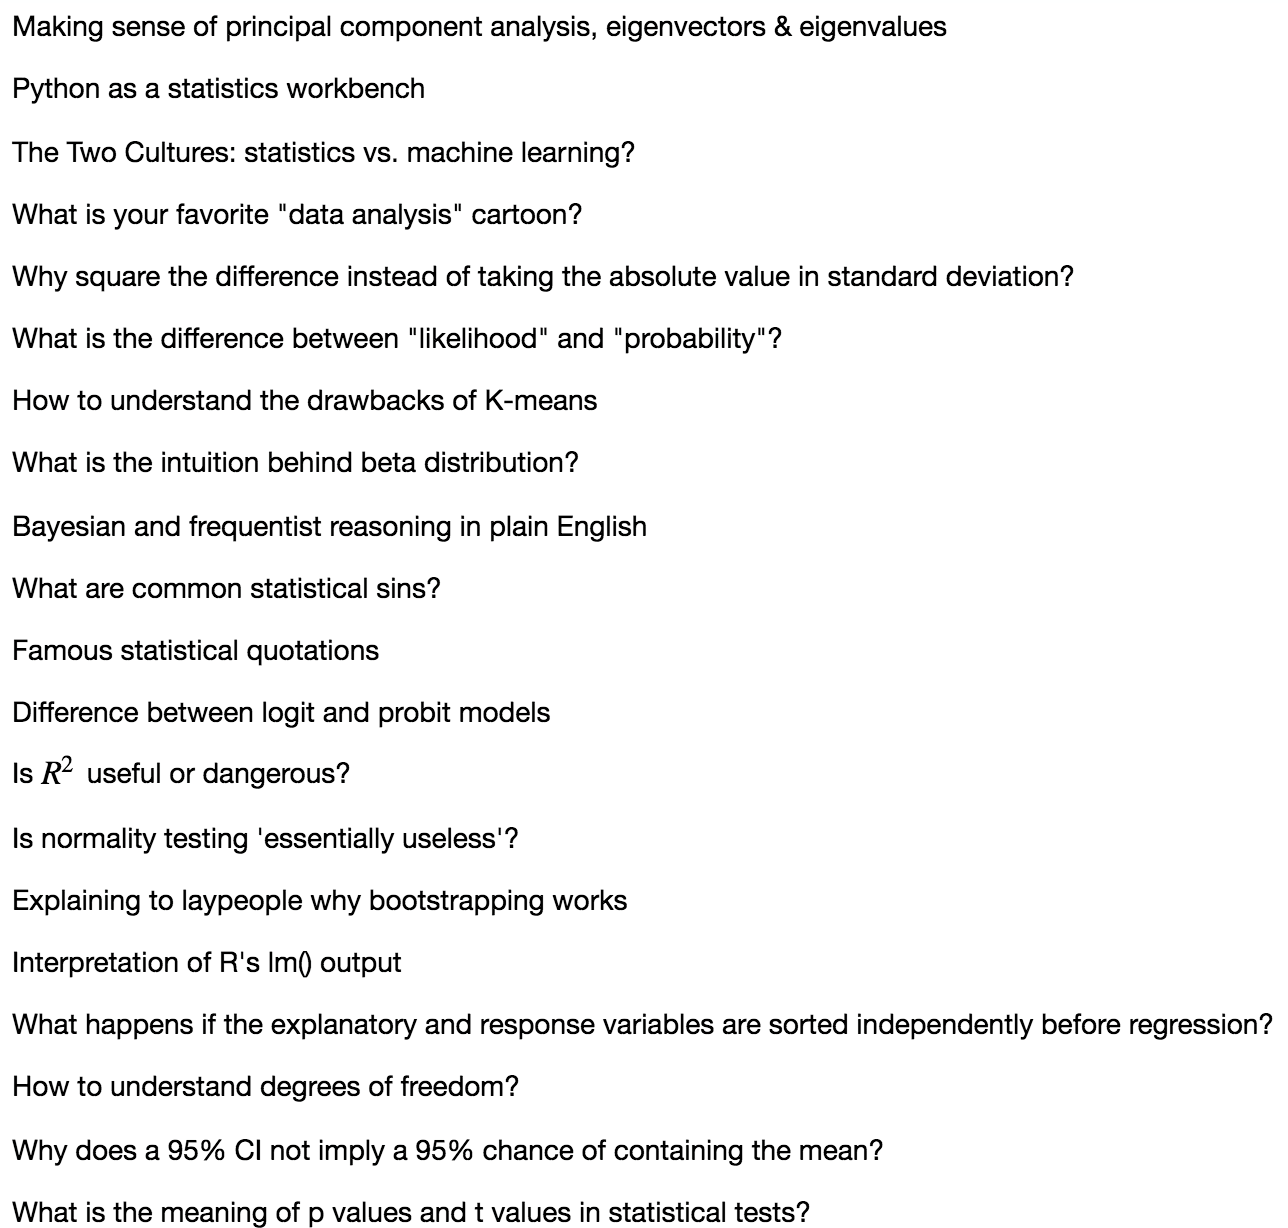 Making sense of principal component analysis, eigenvectors & eigenvalues
Python as a statistics workbench
The Two Cultures: statistics vs. machine learning?
What is your favorite "data analysis" cartoon?
Why square the difference instead of taking the absolute value in standard deviation?
What is the difference between "likelihood" and "probability"?
How to understand the drawbacks of K-means
What is the intuition behind beta distribution?
Bayesian and frequentist reasoning in plain English
What are common statistical sins?
Famous statistical quotations
Difference between logit and probit models
Is R² useful or dangerous?
Is normality testing 'essentially useless'?
Explaining to laypeople why bootstrapping works
Interpretation of R's lm() output
What happens if the explanatory and response variables are sorted independently before regression?
How to understand degrees of freedom?
Why does a 95% CI not imply a 95% chance of containing the mean?
What is the meaning of p values and t values in statistical tests?